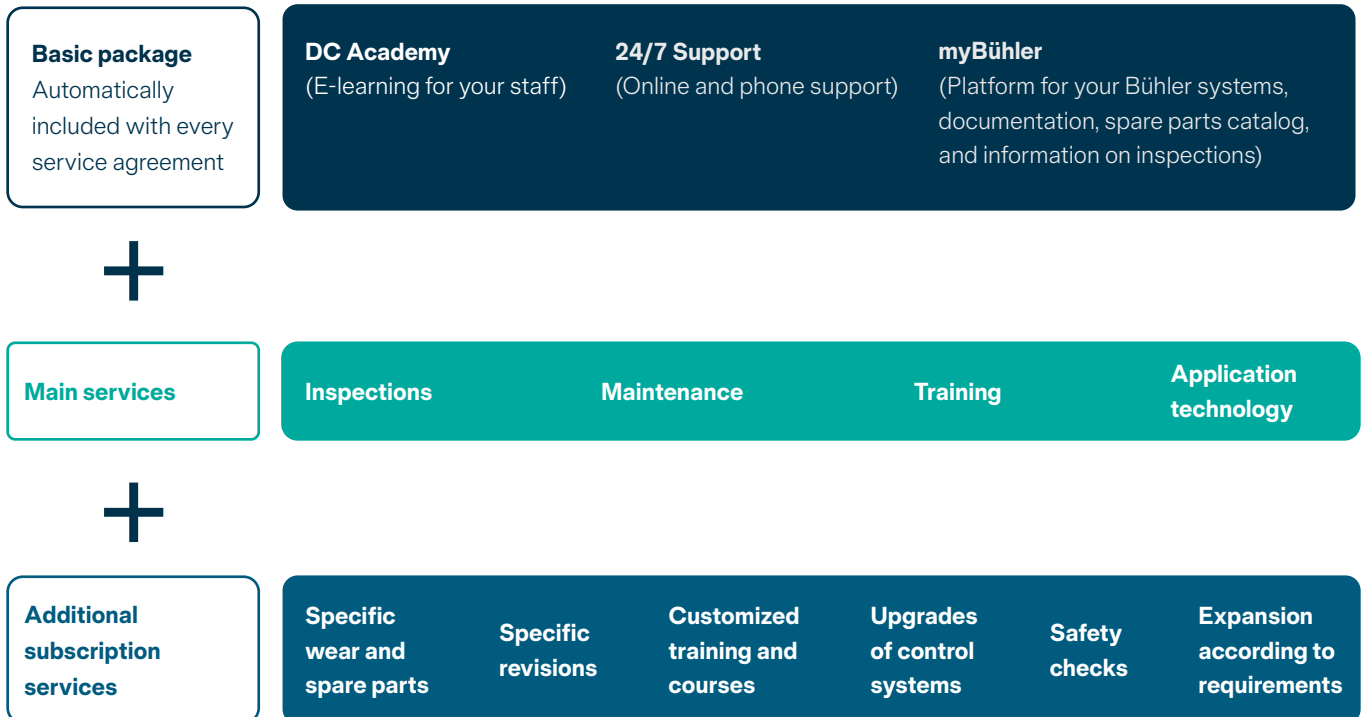 Basic package
Automatically
included with every
service agreement
DC Academy
(E-learning for your staff)
24/7 Support
(Online and phone support)
myBühler
(Platform for your Bühler systems,
documentation, spare parts catalog,
and information on inspections)
+
Main services
Inspections
Maintenance
Training
Application
technology
+
Additional
subscription
services
Specific
wear and
spare parts
Specific
revisions
Customized
training and
courses
Upgrades
of control
systems
Safety
checks
Expansion
according to
requirements